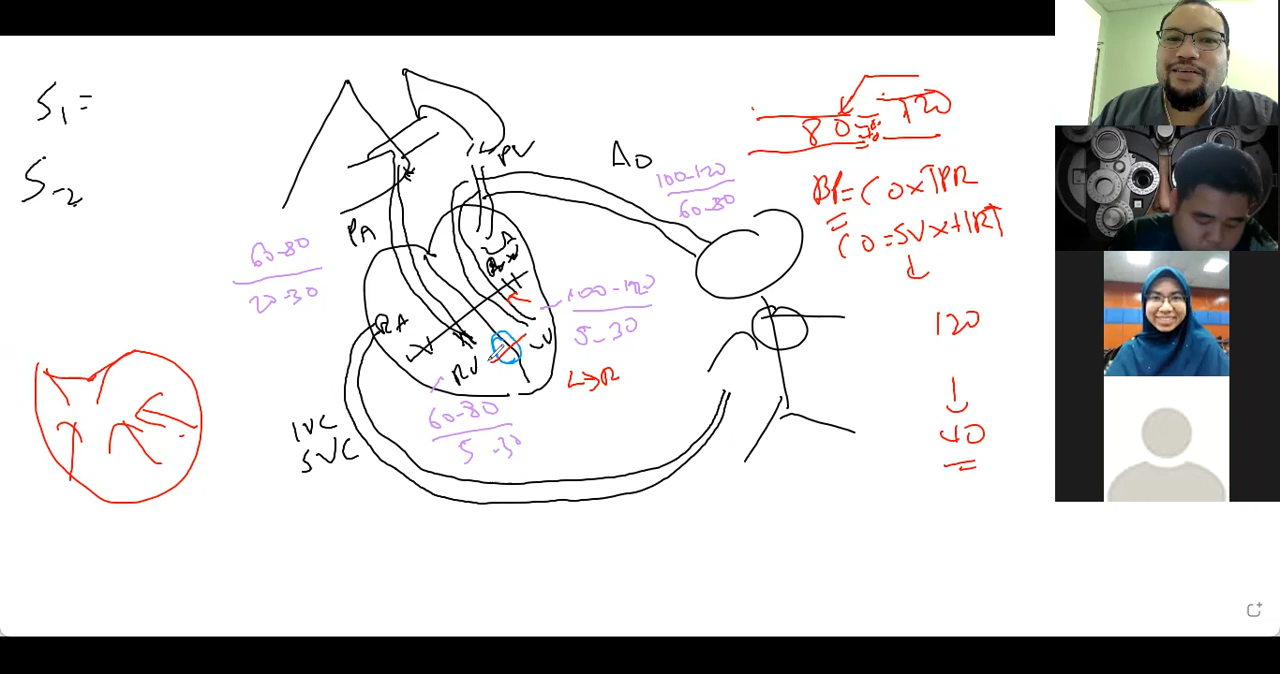 S1 =
S2
PV
AO
100-120
60-80
120
80
BP = CO x TPR
CO = SV x HR↑
↓
PA
60-80
20-30
LA
RA
100-120
5-30
120
RV
LV
L→R
↓
60-80
5-30
40
IVC
SVC